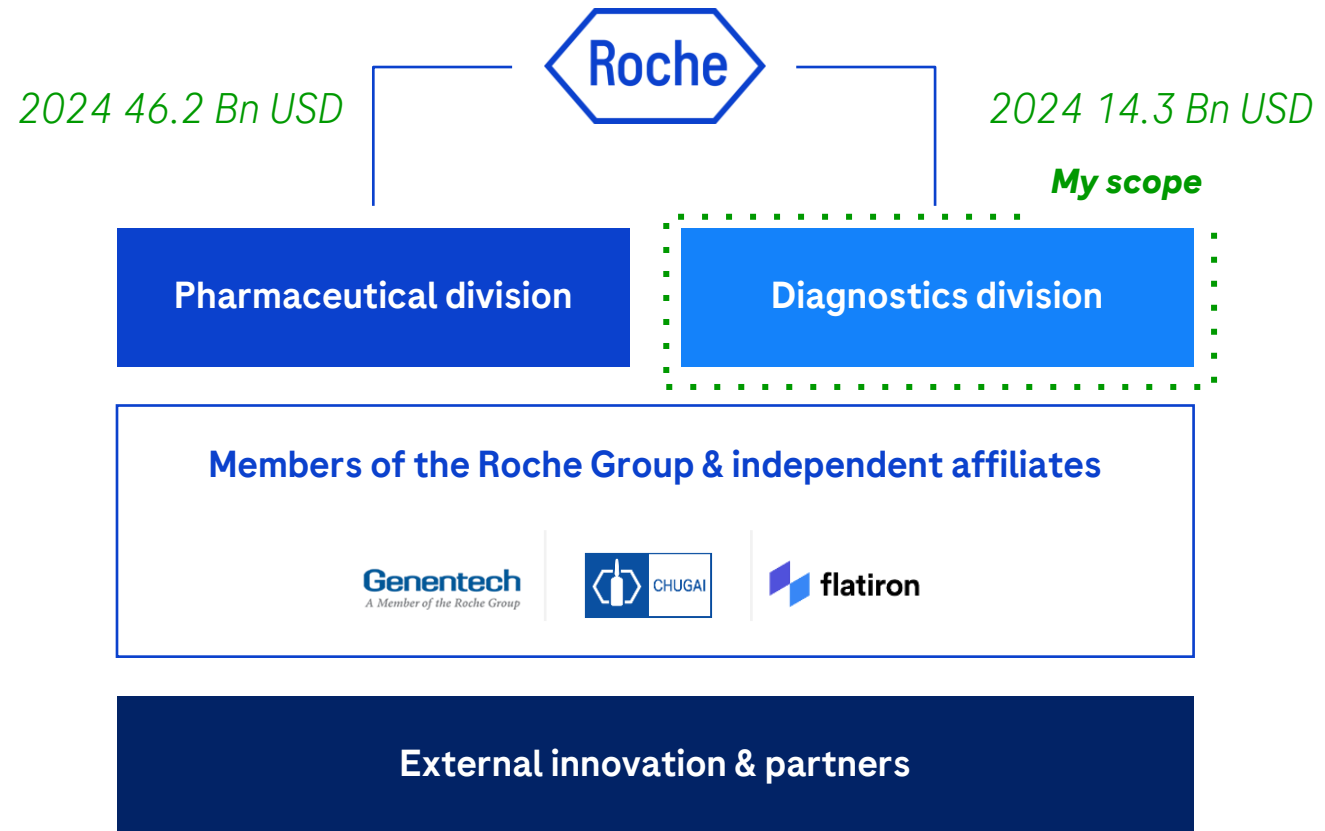 Roche
2024 46.2 Bn USD
2024 14.3 Bn USD
My scope
Pharmaceutical division
Diagnostics division
Members of the Roche Group & independent affiliates
Genentech
A Member of the Roche Group
CHUGAI
flatiron
External innovation & partners